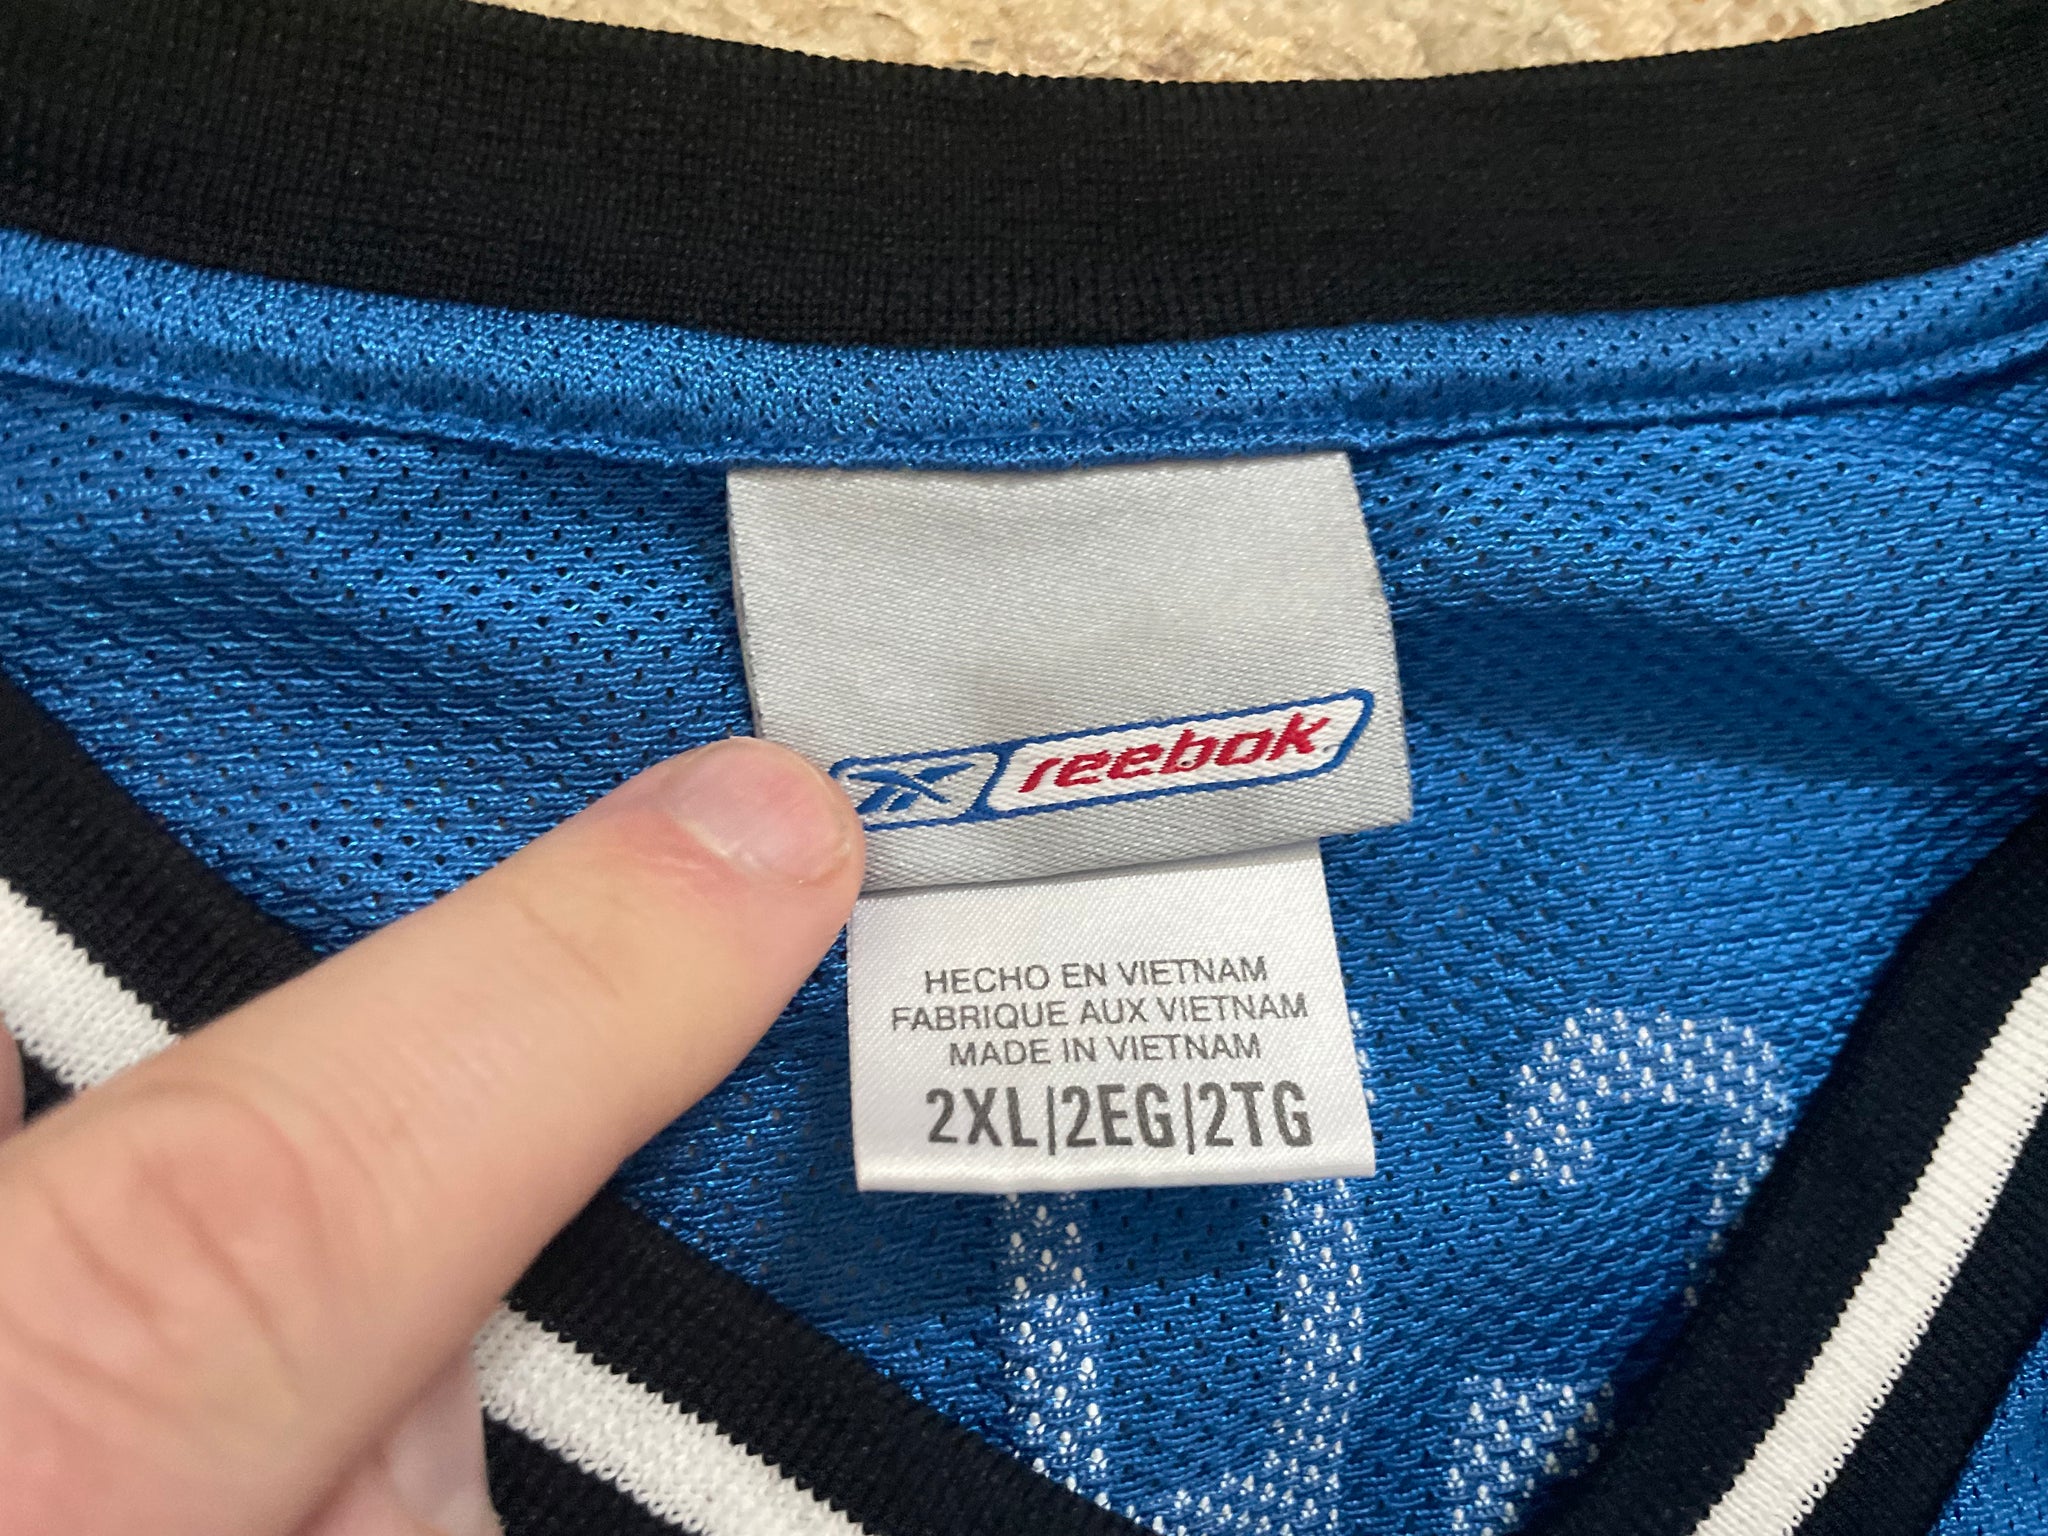 reebok
HECHO EN VIETNAM
FABRIQUE AUX VIETNAM
MADE IN VIETNAM
2XL/2EG/2TG